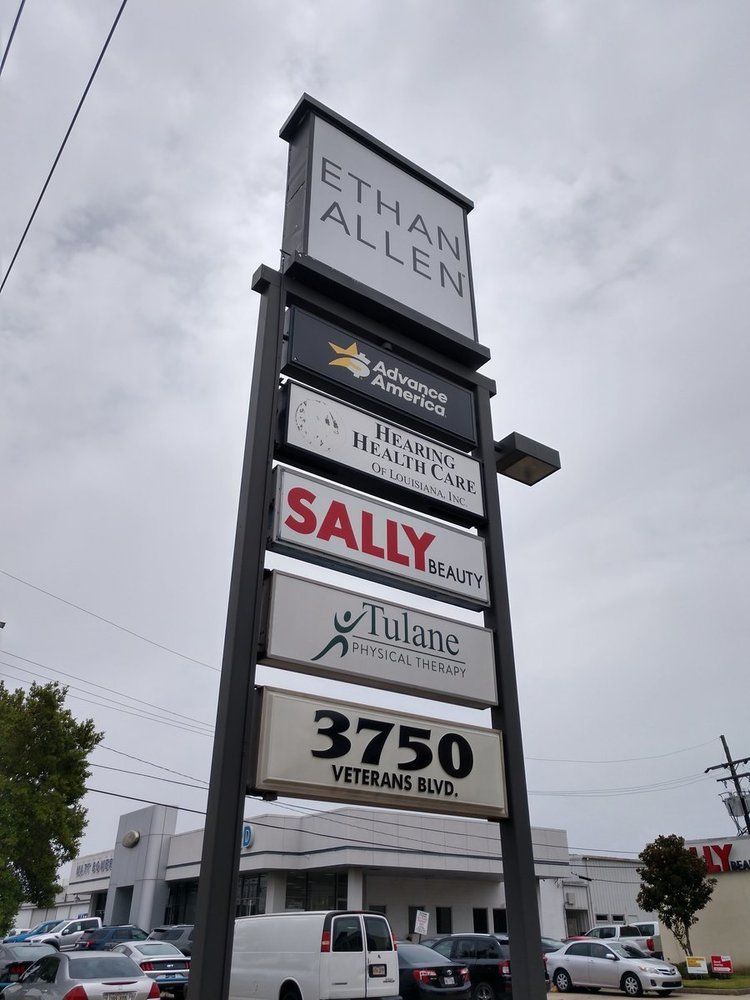 ETHAN
ALLEN
Advance
America
HEARING
HEALTH CARE
OF LOUISIANA, INC.
SALLY
BEAUTY
Tulane
PHYSICAL THERAPY
3750
VETERANS BLVD.